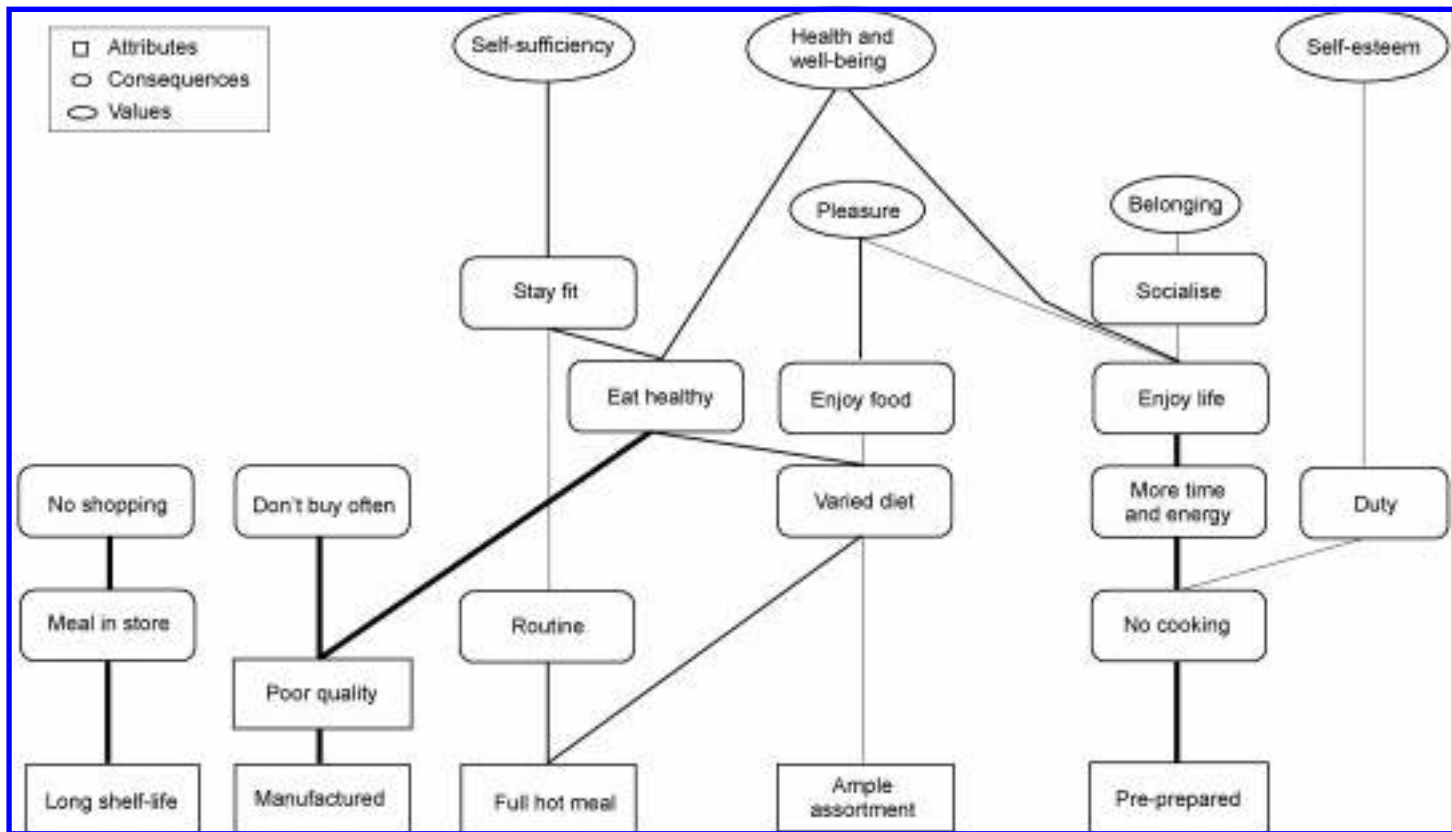 Attributes
Consequences
Values
Self-sufficiency
Health and
well-being
Self-esteem
Pleasure
Belonging
Stay fit
Socialise
Eat healthy
Enjoy food
Enjoy life
No shopping
Don't buy often
Varied diet
More time
and energy
Duty
Meal in store
Routine
No cooking
Poor quality
Long shelf-life
Manufactured
Full hot meal
Ample
assortment
Pre-prepared